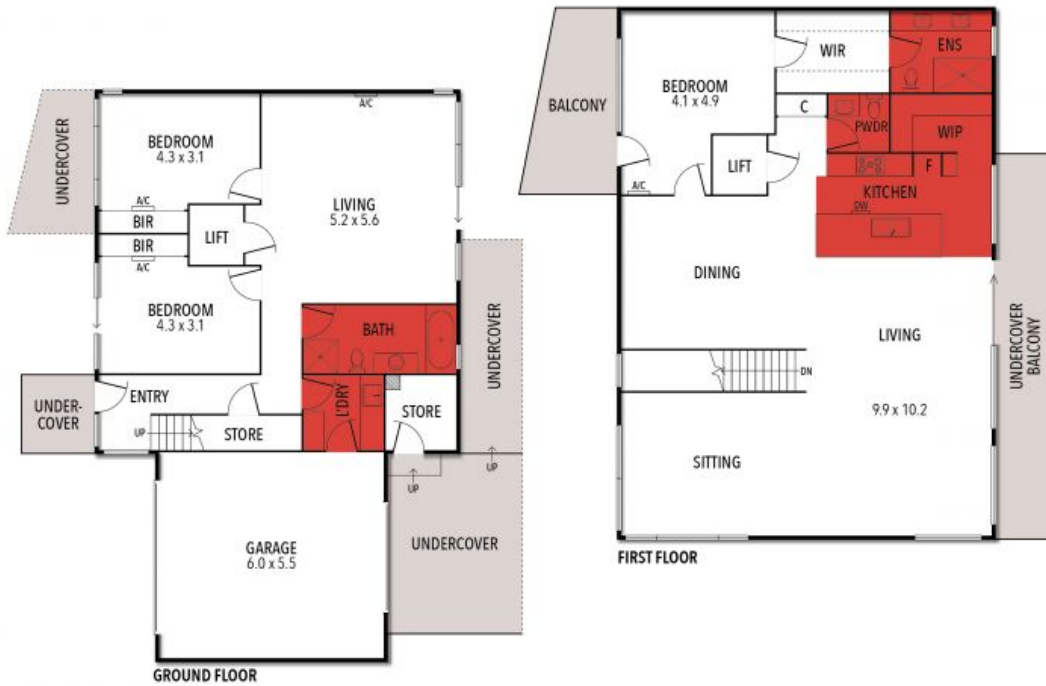 UNDERCOVER
A/C
BEDROOM
4.3 x 3.1
A/C
BIR
BIR
A/C
LIFT
LIVING
5.2 x 5.6
BEDROOM
4.3 x 3.1
BATH
UNDERCOVER
UNDER-
COVER
ENTRY
UP
STORE
L'DRY
STORE
UP
UP
GARAGE
6.0 x 5.5
UNDERCOVER
GROUND FLOOR
BALCONY
BEDROOM
4.1 x 4.9
WIR
ENS
C
PWDR
WIP
LIFT
A/C
F
KITCHEN
DW
DINING
LIVING
DN
9.9 x 10.2
SITTING
UNDERCOVER
BALCONY
FIRST FLOOR